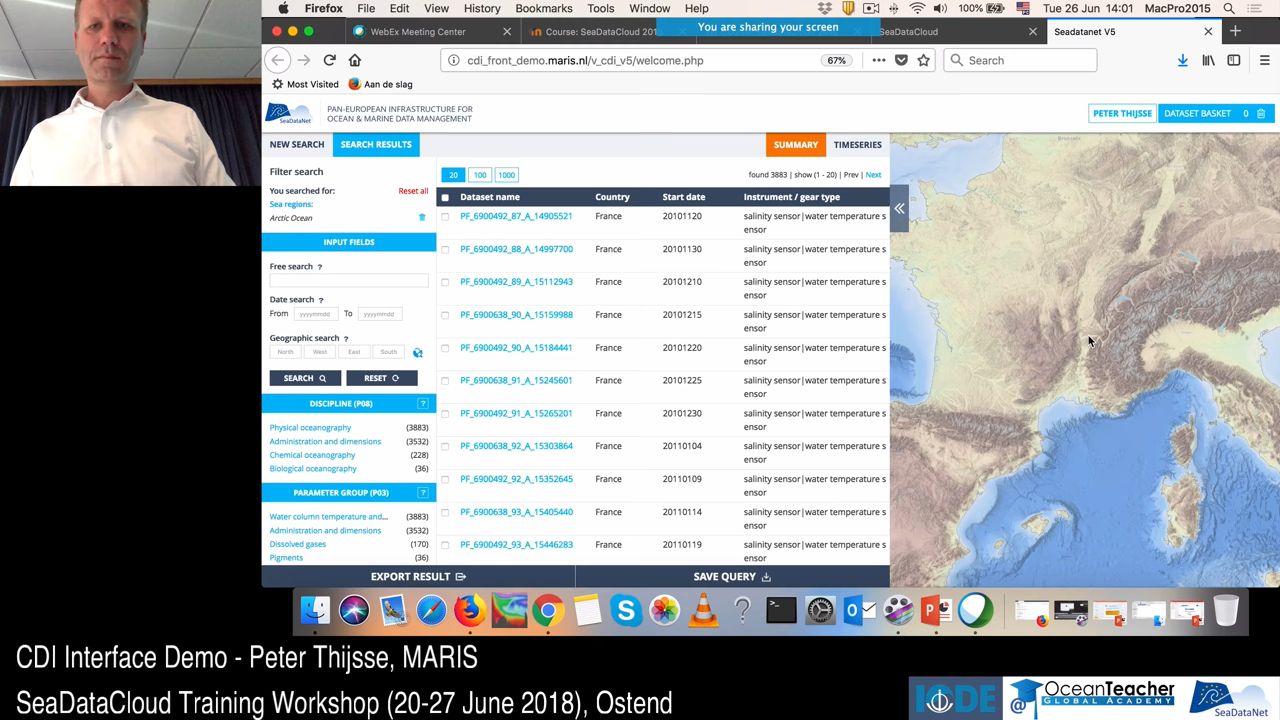 Firefox File Edit View History Bookmarks Tools Window Help 100% Tue 26 Jun 14:01 MacPro2015
You are sharing your screen
WebEx Meeting Center Course: SeaDataCloud 201 SeaDataCloud Seadatanet V5
cdi_front_demo.maris.nl/v_cdi_v5/welcome.php 67% Search
Most Visited Aan de slag
SeaDataNet
PAN-EUROPEAN INFRASTRUCTURE FOR
OCEAN & MARINE DATA MANAGEMENT
PETER THIJSSE DATASET BASKET 0
NEW SEARCH SEARCH RESULTS SUMMARY TIMESERIES
Filter search
You searched for: Reset all
Sea regions:
Arctic Ocean
INPUT FIELDS
Free search ?
Date search ?
From yyyymmdd To yyyymmdd
Geographic search ?
North West East South
SEARCH RESET
DISCIPLINE (P08) ?
Physical oceanography (3883)
Administration and dimensions (3532)
Chemical oceanography (228)
Biological oceanography (36)
PARAMETER GROUP (P03) ?
Water column temperature and... (3883)
Administration and dimensions (3532)
Dissolved gases (170)
Pigments (36)
20 100 1000 found 3883 | show (1 - 20) | Prev | Next
Dataset name Country Start date Instrument / gear type
PF_6900492_87_A_14905521 France 20101120 salinity sensor|water temperature s
ensor
PF_6900492_88_A_14997700 France 20101130 salinity sensor|water temperature s
ensor
PF_6900492_89_A_15112943 France 20101210 salinity sensor|water temperature s
ensor
PF_6900638_90_A_15159988 France 20101215 salinity sensor|water temperature s
ensor
PF_6900492_90_A_15184441 France 20101220 salinity sensor|water temperature s
ensor
PF_6900638_91_A_15245601 France 20101225 salinity sensor|water temperature s
ensor
PF_6900492_91_A_15265201 France 20101230 salinity sensor|water temperature s
ensor
PF_6900638_92_A_15303864 France 20110104 salinity sensor|water temperature s
ensor
PF_6900492_92_A_15352645 France 20110109 salinity sensor|water temperature s
ensor
PF_6900638_93_A_15405440 France 20110114 salinity sensor|water temperature s
ensor
PF_6900492_93_A_15446283 France 20110119 salinity sensor|water temperature s
ensor
EXPORT RESULT SAVE QUERY
CDI Interface Demo - Peter Thijsse, MARIS
SeaDataCloud Training Workshop (20-27 June 2018), Ostend
IODE
@ OceanTeacher
GLOBAL ACADEMY
SeaDataNet